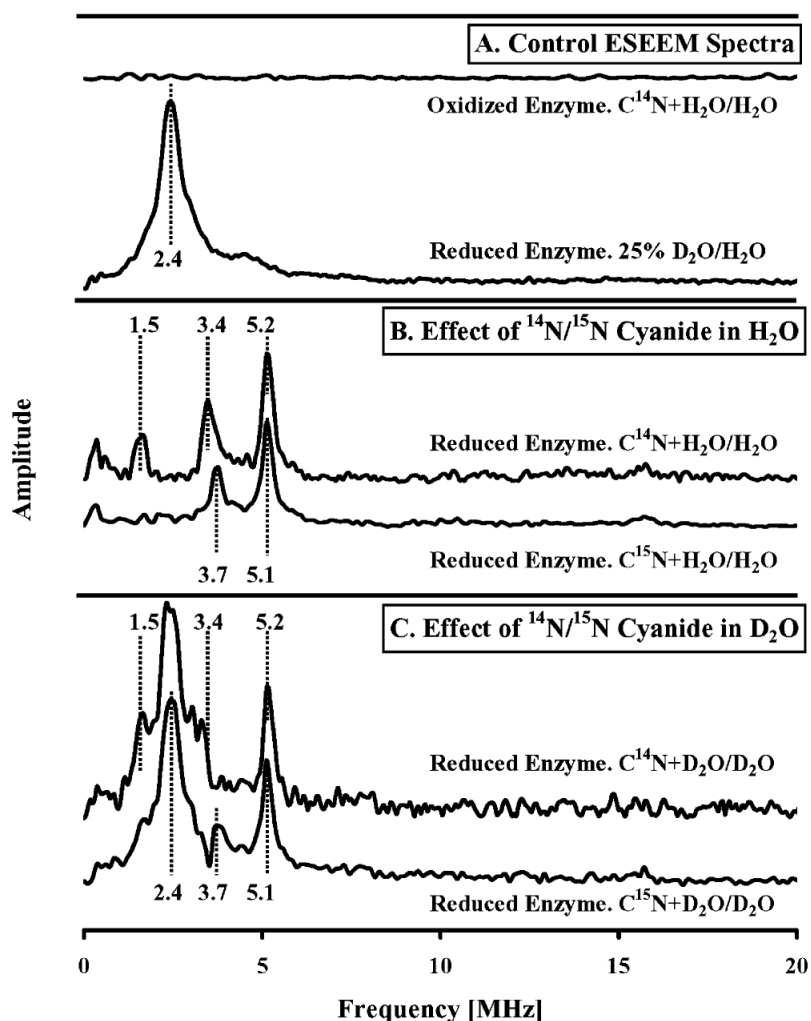 A. Control ESEEM Spectra
Oxidized Enzyme. C¹⁴N+H₂O/H₂O
2.4
Reduced Enzyme. 25% D₂O/H₂O
1.5 3.4 5.2
B. Effect of ¹⁴N/¹⁵N Cyanide in H₂O
Reduced Enzyme. C¹⁴N+H₂O/H₂O
Amplitude
3.7 5.1
Reduced Enzyme. C¹⁵N+H₂O/H₂O
1.5 3.4 5.2
C. Effect of ¹⁴N/¹⁵N Cyanide in D₂O
Reduced Enzyme. C¹⁴N+D₂O/D₂O
2.4 3.7 5.1
Reduced Enzyme. C¹⁵N+D₂O/D₂O
0 5 10 15 20
Frequency [MHz]